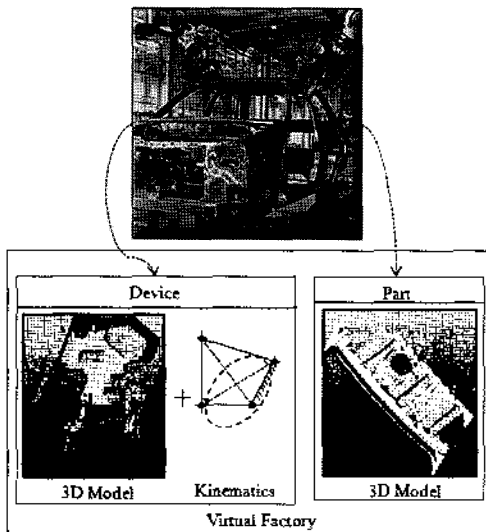 Device
Part
3D Model
Kinematics
3D Model
Virtual Factory